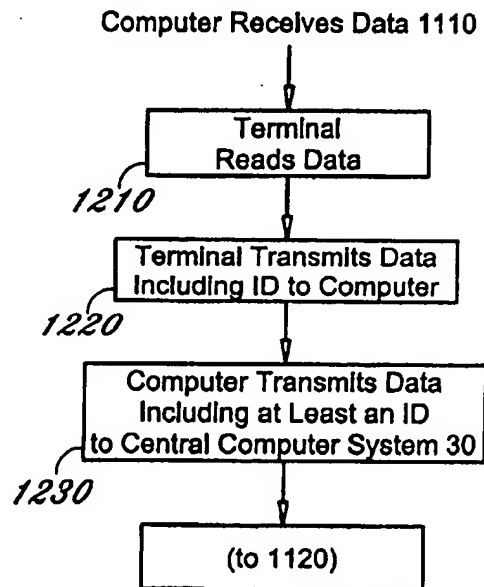 Computer Receives Data 1110
Terminal
Reads Data
1210
Terminal Transmits Data
Including ID to Computer
1220
Computer Transmits Data
Including at Least an ID
to Central Computer System 30
1230
(to 1120)